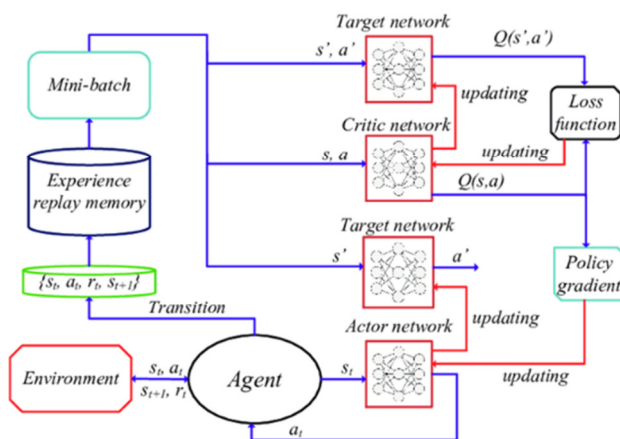 Target network
s', a'
Q(s',a')
Mini-batch
updating
Loss
function
Critic network
updating
s, a
Q(s,a)
Experience
replay memory
Target network
s'
a'
Policy
gradient
{sₜ, aₜ, rₜ, sₜ₊₁}
Transition
updating
Actor network
Environment
sₜ, aₜ
sₜ₊₁, rₜ
Agent
sₜ
updating
aₜ